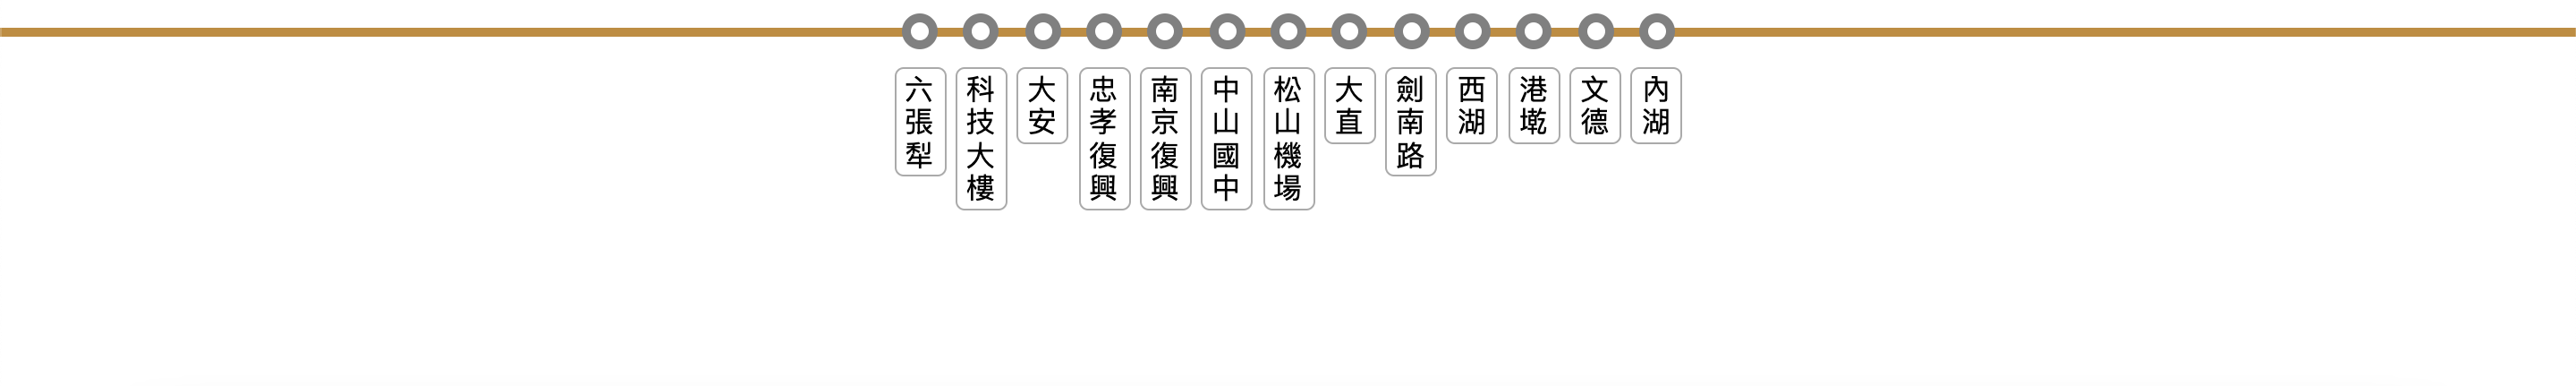 六張犁
科技大樓
大安
忠孝復興
南京復興
中山國中
松山機場
大直
劍南路
西湖
港墘
文德
內湖